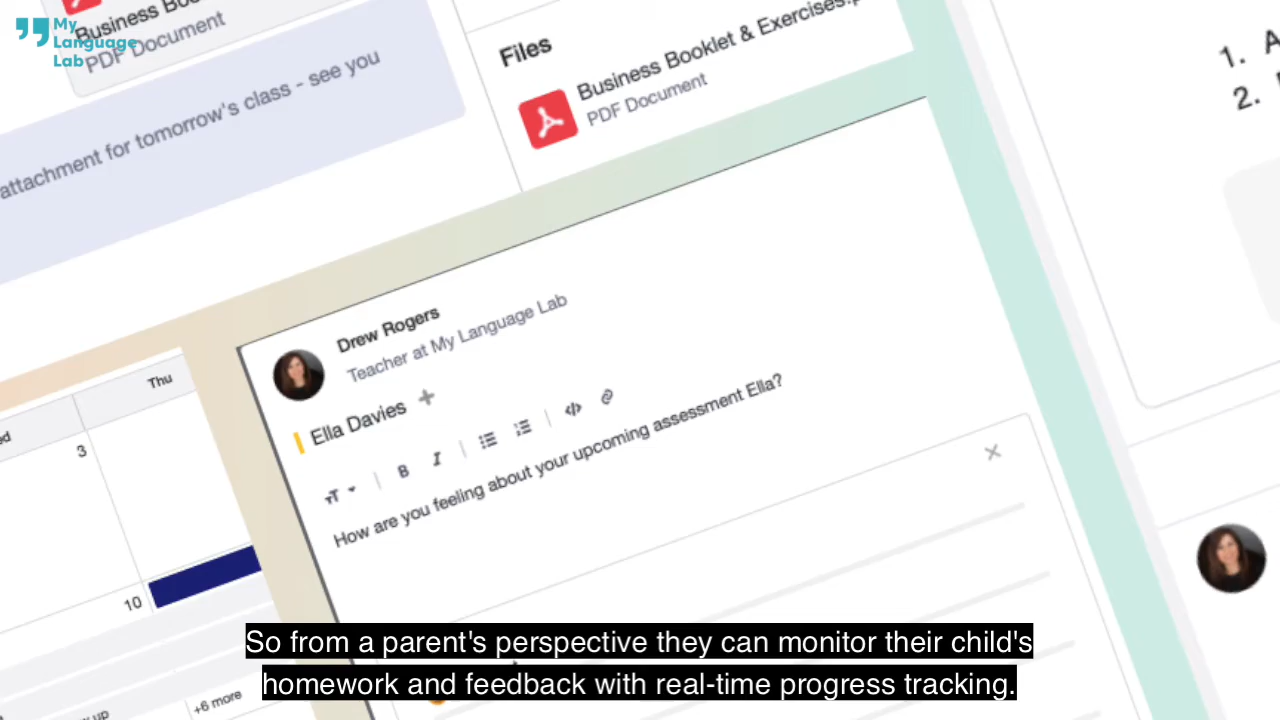 My
Language
Lab
Business
PDF Document
attachment for tomorrow's class - see you
Files
Business Booklet & Exercises
PDF Document
1.
2.
Drew Rogers
Teacher at My Language Lab
Ella Davies +
B I
How are you feeling about your upcoming assessment Ella?
Thu
3
10
+6 more
So from a parent's perspective they can monitor their child's
homework and feedback with real-time progress tracking.